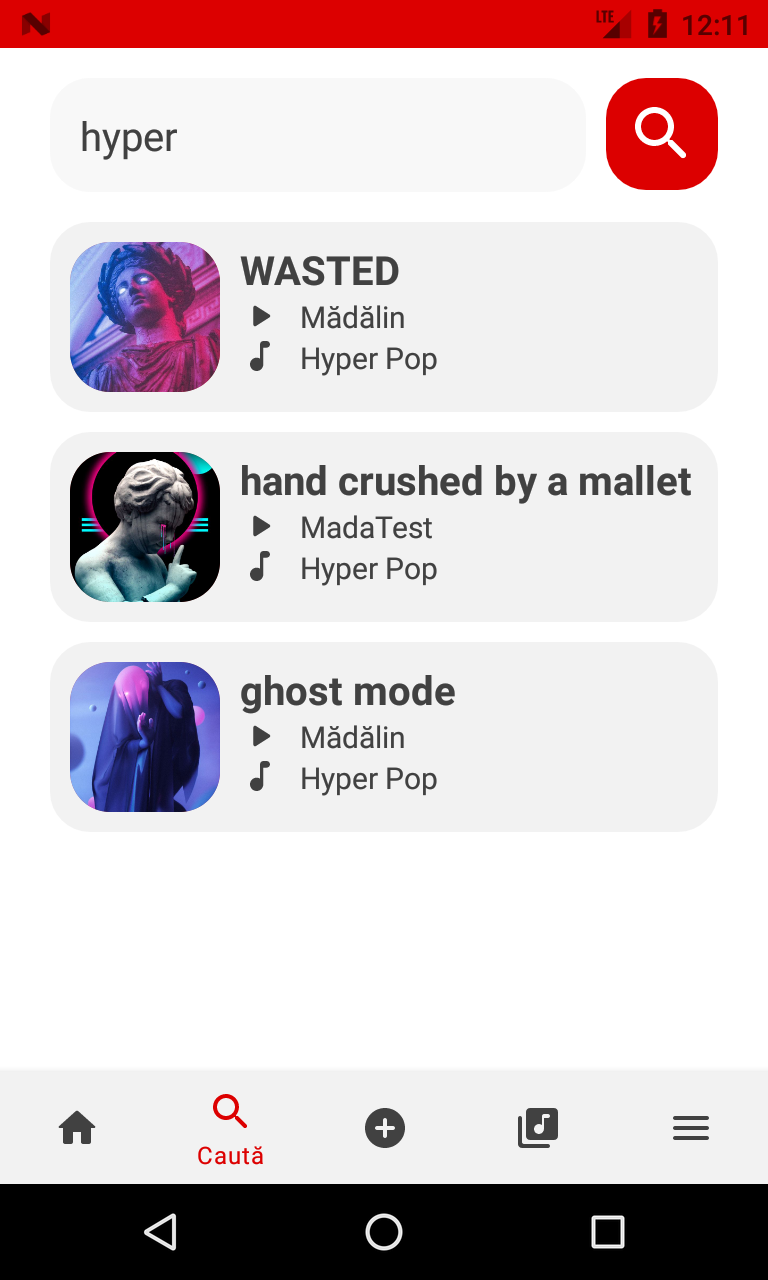 LTE 12:11
hyper
WASTED
Mădălin
Hyper Pop
hand crushed by a mallet
MadaTest
Hyper Pop
ghost mode
Mădălin
Hyper Pop
Caută